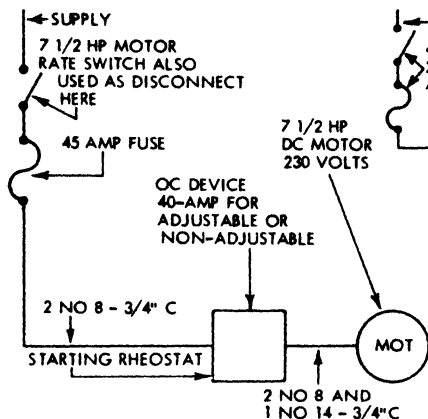 SUPPLY
7 1/2 HP MOTOR
RATE SWITCH ALSO
USED AS DISCONNECT
HERE
45 AMP FUSE
7 1/2 HP
DC MOTOR
230 VOLTS
OC DEVICE
40-AMP FOR
ADJUSTABLE OR
NON-ADJUSTABLE
2 NO 8 - 3/4" C
STARTING RHEOSTAT
MOT
2 NO 8 AND
1 NO 14 - 3/4" C